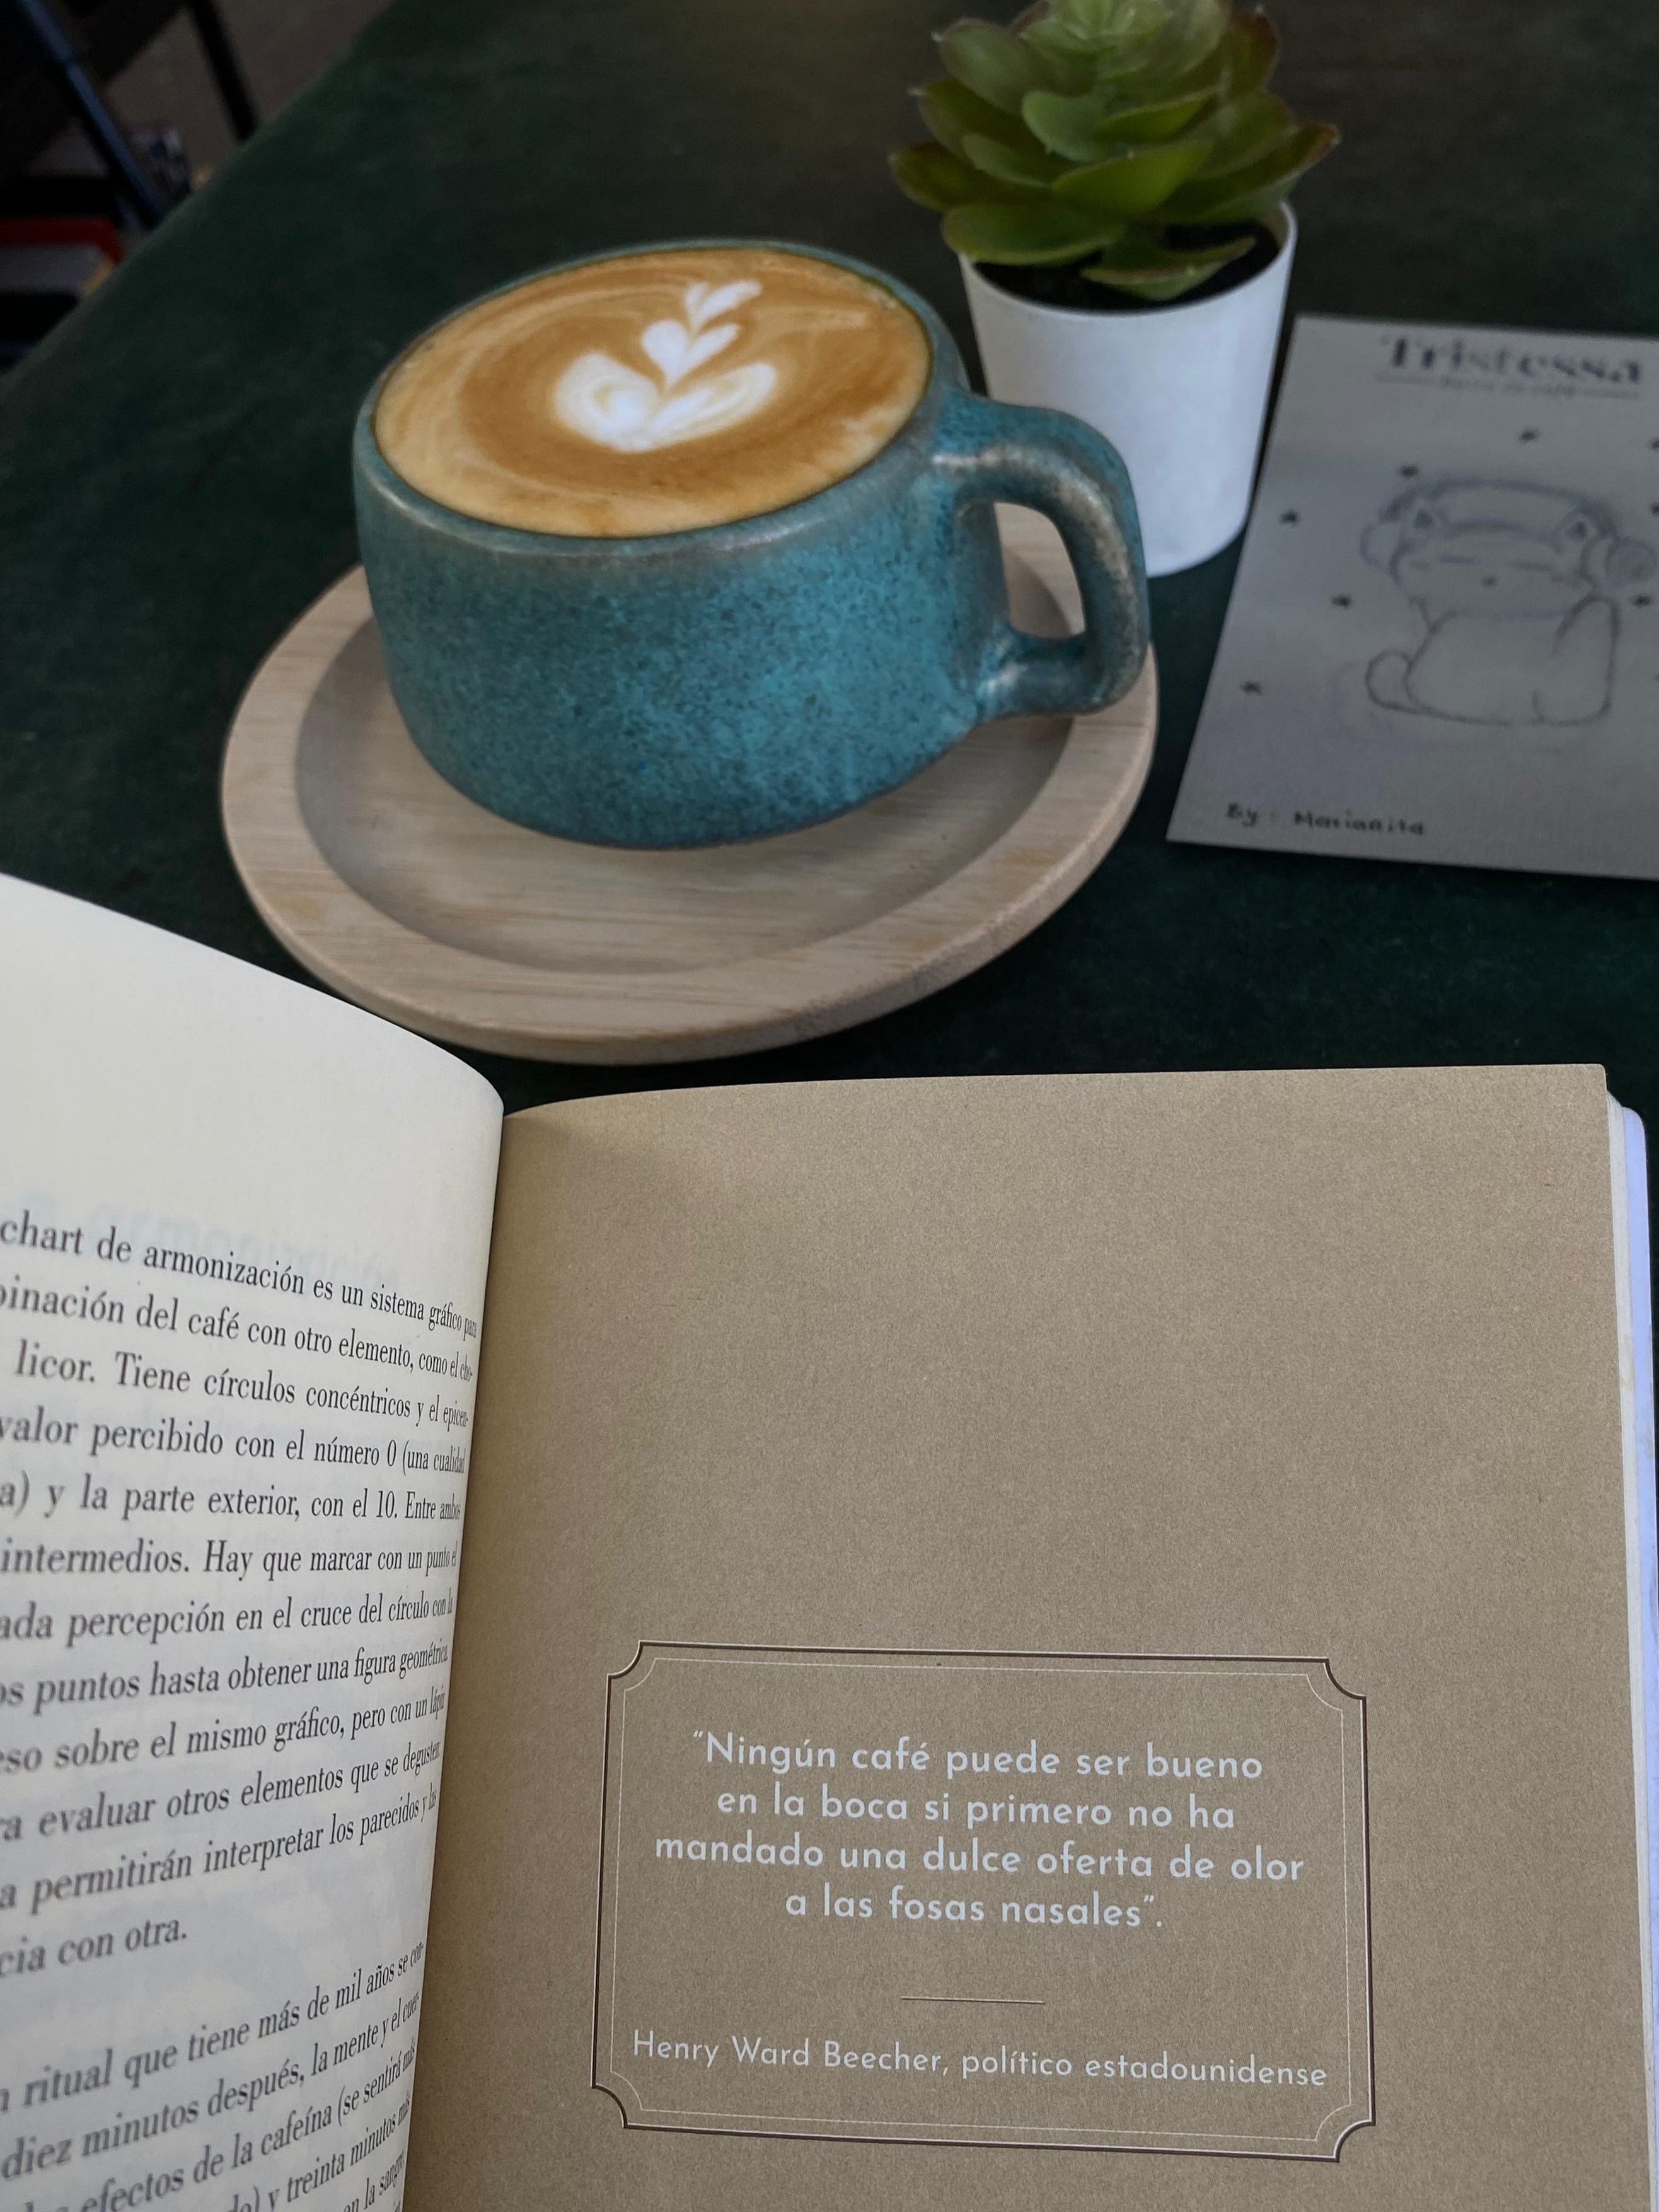 Tristessa
By: Marianita
chart de armonización es un sistema gráfico para
binación del café con otro elemento, como el cho-
licor. Tiene círculos concéntricos y el epicen-
valor percibido con el número 0 (una cualidad
a) y la parte exterior, con el 10. Entre ambos
intermedios. Hay que marcar con un punto el
ada percepción en el cruce del círculo con la
os puntos hasta obtener una figura geométrica
eso sobre el mismo gráfico, pero con un lápiz
ra evaluar otros elementos que se degusten
a permitirán interpretar los parecidos y las
cia con otra.
ritual que tiene más de mil años se con-
diez minutos después, la mente y el cuer-
efectos de la cafeína (se sentirá más
do) y treinta minutos más
en la sangre
“Ningún café puede ser bueno
en la boca si primero no ha
mandado una dulce oferta de olor
a las fosas nasales”.
Henry Ward Beecher, político estadounidense